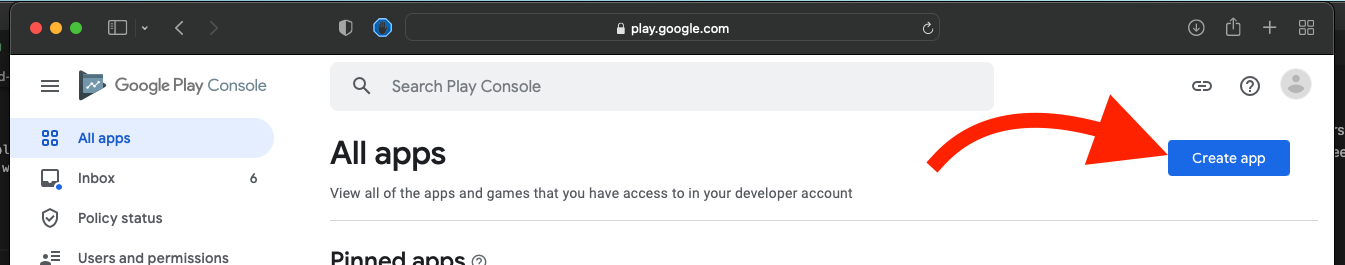 play.google.com
Google Play Console
Search Play Console
All apps
Inbox 6
Policy status
Users and permissions
All apps
Create app
View all of the apps and games that you have access to in your developer account
Pinned apps